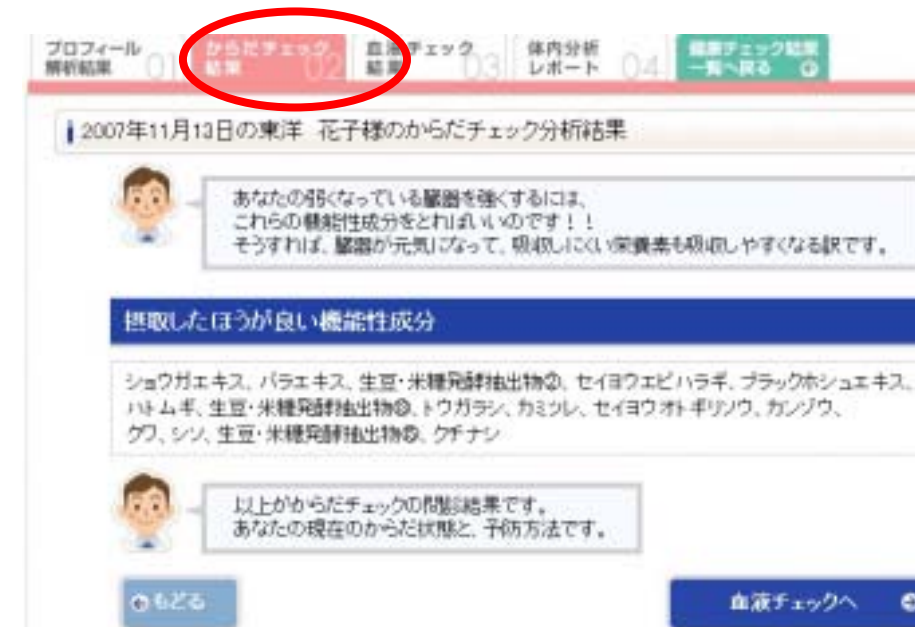 プロフィール
解析結果 01
からだチェック
結果 02
血液チェック
結果 03
体内分析
レポート 04
健康チェック結果
一覧へ戻る
2007年11月13日の東洋 花子様のからだチェック分析結果
あなたの弱くなっている臓器を強くするには、
これらの機能性成分をとればいいのです！！
そうすれば、臓器が元気になって、吸収しにくい栄養素も吸収しやすくなる訳です。
摂取したほうが良い機能性成分
ショウガエキス、バラエキス、生豆・米糠発酵抽出物②、セイヨウエビハラギ、ブラックホシュエキス、
ハトムギ、生豆・米糠発酵抽出物、トウガラシ、カミツレ、セイヨウオトギリソウ、カンゾウ、
クワ、シソ、生豆・米糠発酵抽出物、クチナシ
以上がからだチェックの問診結果です。
あなたの現在のからだ状態と、予防方法です。
もどる
血液チェックへ